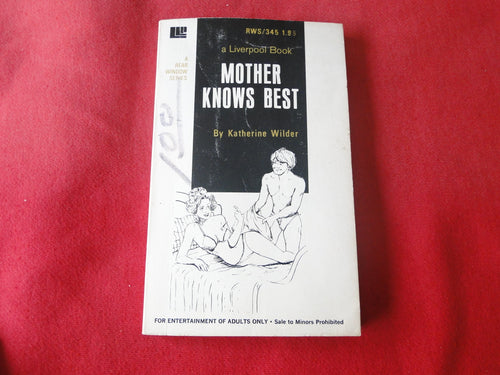 RWS/345 1.95
a Liverpool Book
A
REAR
WINDOW
SERIES
MOTHER
KNOWS BEST
By Katherine Wilder
FOR ENTERTAINMENT OF ADULTS ONLY • Sale to Minors Prohibited